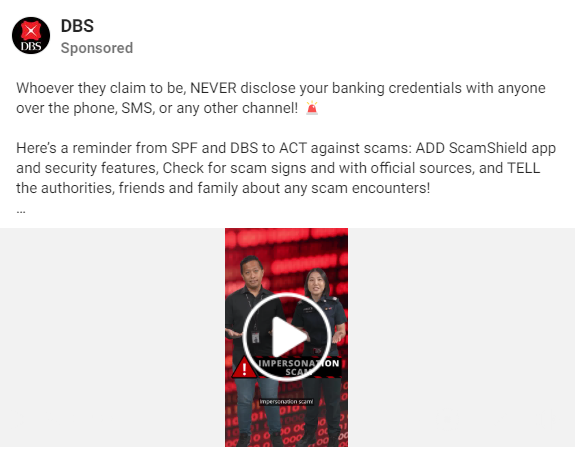 DBS
DBS
Sponsored
Whoever they claim to be, NEVER disclose your banking credentials with anyone
over the phone, SMS, or any other channel! 🚨
Here's a reminder from SPF and DBS to ACT against scams: ADD ScamShield app
and security features, Check for scam signs and with official sources, and TELL
the authorities, friends and family about any scam encounters!
...
IMPERSONATION
SCAM
Impersonation scam!